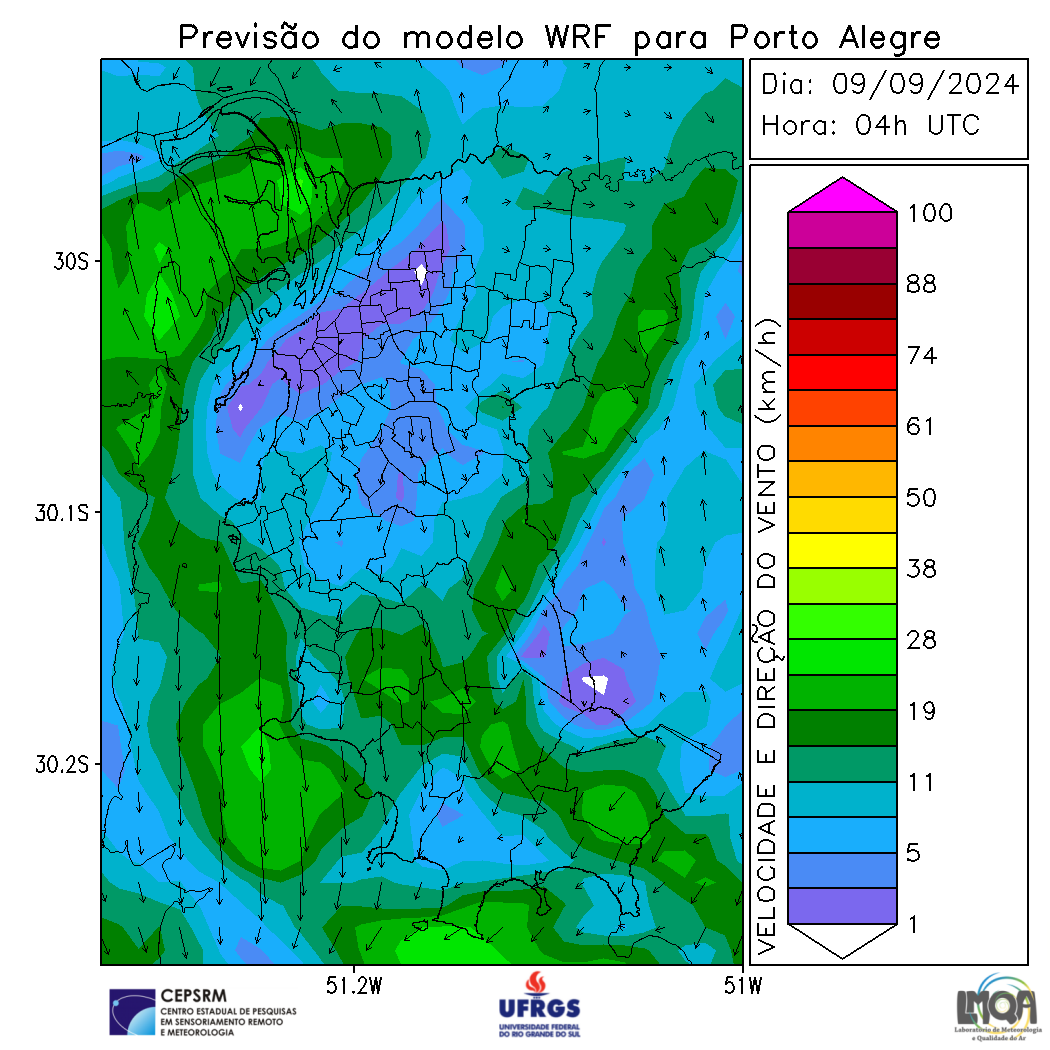 Previsão do modelo WRF para Porto Alegre
Dia: 09/09/2024
Hora: 04h UTC
30S
30.1S
30.2S
51.2W
51W
VELOCIDADE E DIREÇÃO DO VENTO (km/h)
100
88
74
61
50
38
28
19
11
5
1
CEPSRM
CENTRO ESTADUAL DE PESQUISAS
EM SENSORIAMENTO REMOTO
E METEOROLOGIA
UFRGS
UNIVERSIDADE FEDERAL
DO RIO GRANDE DO SUL
LMQA
Laboratório de Meteorologia
e Qualidade do Ar